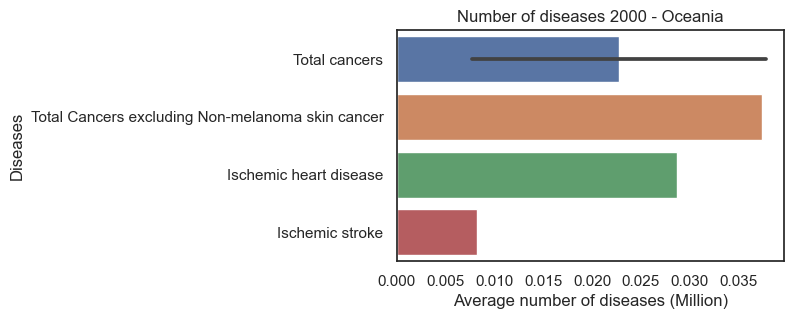 Number of diseases 2000 - Oceania
Diseases
Total cancers
Total Cancers excluding Non-melanoma skin cancer
Ischemic heart disease
Ischemic stroke
0.000 0.005 0.010 0.015 0.020 0.025 0.030 0.035
Average number of diseases (Million)